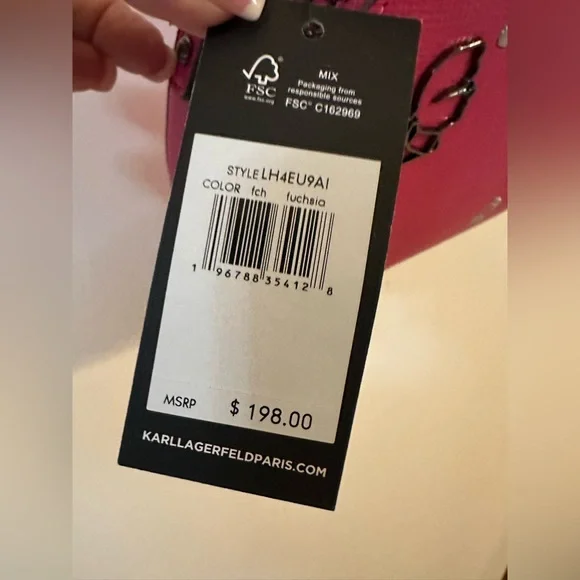 FSC
www.fsc.org
MIX
Packaging from
responsible sources
FSC® C162969
STYLE LH4EU9AI
COLOR fch fuchsia
1 96788 35412 8
MSRP $ 198.00
KARLLAGERFELDPARIS.COM